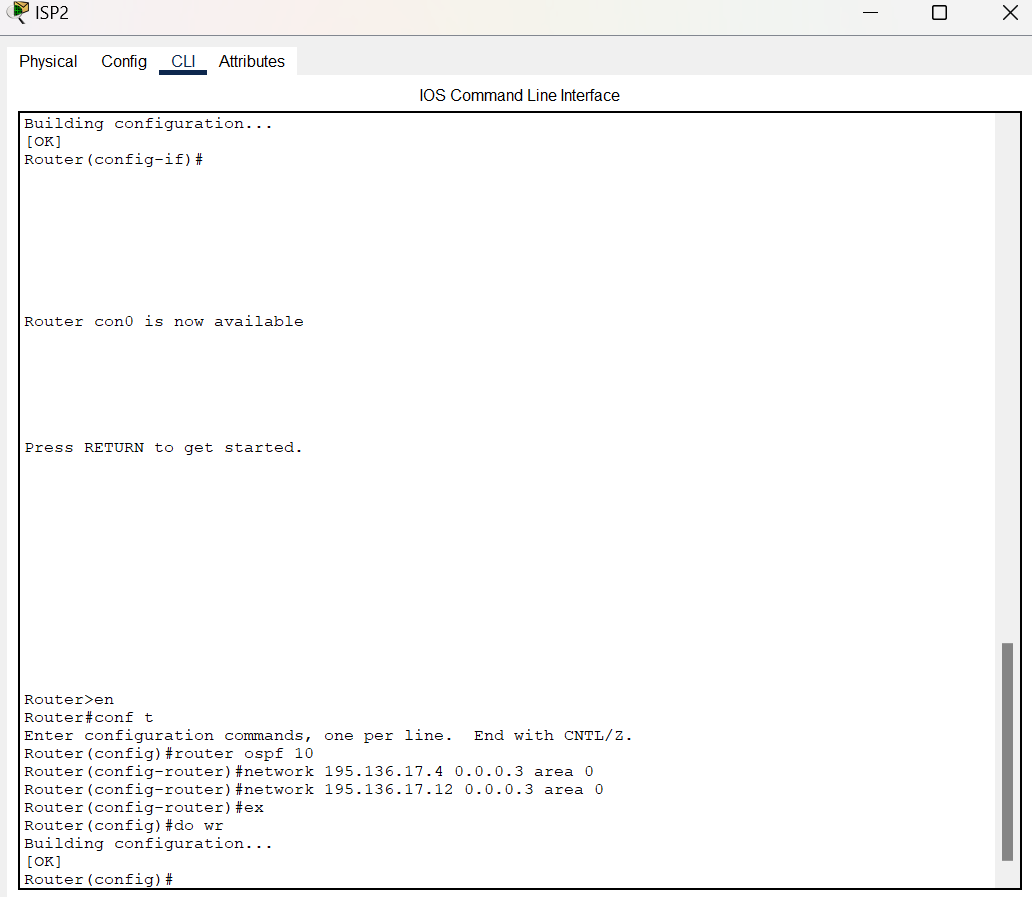 ISP2
Physical Config CLI Attributes
IOS Command Line Interface
Building configuration...
[OK]
Router(config-if)#
Router con0 is now available
Press RETURN to get started.
Router>en
Router#conf t
Enter configuration commands, one per line.  End with CNTL/Z.
Router(config)#router ospf 10
Router(config-router)#network 195.136.17.4 0.0.0.3 area 0
Router(config-router)#network 195.136.17.12 0.0.0.3 area 0
Router(config-router)#ex
Router(config)#do wr
Building configuration...
[OK]
Router(config)#